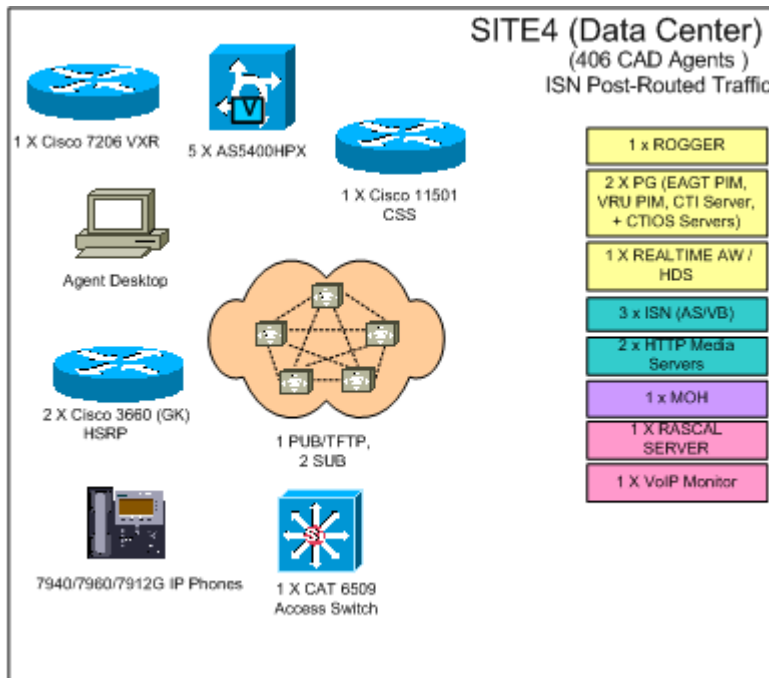 SITE4 (Data Center)
(406 CAD Agents )
ISN Post-Routed Traffic
1 X Cisco 7206 VXR
5 X AS5400HPX
1 X Cisco 11501
CSS
Agent Desktop
2 X Cisco 3660 (GK)
HSRP
1 PUB/TFTP,
2 SUB
7940/7960/7912G IP Phones
1 X CAT 6509
Access Switch
V
Si
1 x ROGGER
2 X PG (EAGT PIM,
VRU PIM, CTI Server,
+ CTIOS Servers)
1 X REALTIME AW /
HDS
3 x ISN (AS/VB)
2 x HTTP Media
Servers
1 x MOH
1 X RASCAL
SERVER
1 X VoIP Monitor